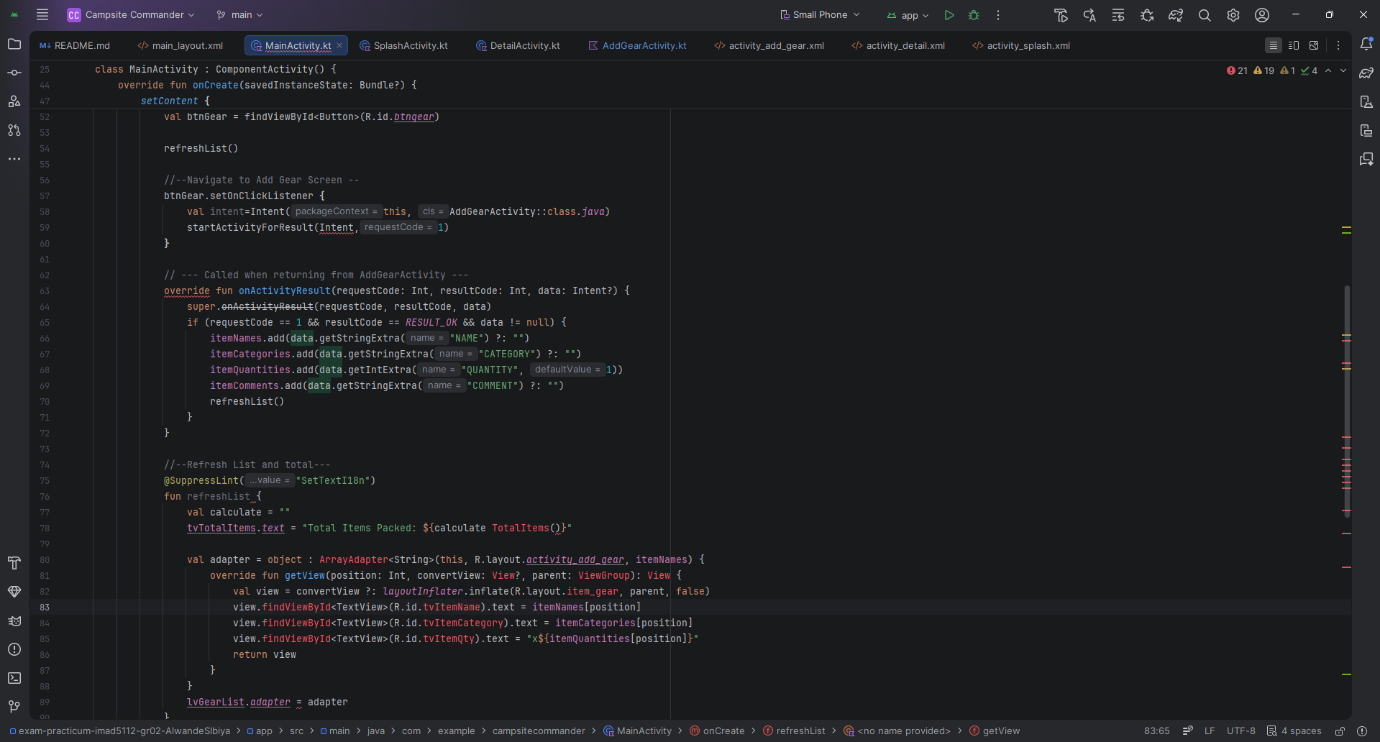 CC Campsite Commander main Small Phone app
README.md main_layout.xml MainActivity.kt SplashActivity.kt DetailActivity.kt AddGearActivity.kt activity_add_gear.xml activity_detail.xml activity_splash.xml
25 class MainActivity : ComponentActivity() { 21 19 1 4
44 override fun onCreate(savedInstanceState: Bundle?) {
47 setContent {
52 val btnGear = findViewById<Button>(R.id.btngear)
53
54 refreshList()
55
56 //--Navigate to Add Gear Screen --
57 btnGear.setOnClickListener {
58 val intent=Intent( packageContext = this, cls = AddGearActivity::class.java)
59 startActivityForResult(Intent, requestCode = 1)
60 }
61
62 // --- Called when returning from AddGearActivity ---
63 override fun onActivityResult(requestCode: Int, resultCode: Int, data: Intent?) {
64 super.onActivityResult(requestCode, resultCode, data)
65 if (requestCode == 1 && resultCode == RESULT_OK && data != null) {
66 itemNames.add(data.getStringExtra( name = "NAME") ?: "")
67 itemCategories.add(data.getStringExtra( name = "CATEGORY") ?: "")
68 itemQuantities.add(data.getIntExtra( name = "QUANTITY", defaultValue = 1))
69 itemComments.add(data.getStringExtra( name = "COMMENT") ?: "")
70 refreshList()
71 }
72 }
73
74 //--Refresh List and total---
75 @SuppressLint( ...value = "SetTextI18n")
76 fun refreshList {
77 val calculate = ""
78 tvTotalItems.text = "Total Items Packed: ${calculate TotalItems()}"
79
80 val adapter = object : ArrayAdapter<String>(this, R.layout.activity_add_gear, itemNames) {
81 override fun getView(position: Int, convertView: View?, parent: ViewGroup): View {
82 val view = convertView ?: layoutInflater.inflate(R.layout.item_gear, parent, false)
83 view.findViewById<TextView>(R.id.tvItemName).text = itemNames[position]
84 view.findViewById<TextView>(R.id.tvItemCategory).text = itemCategories[position]
85 view.findViewById<TextView>(R.id.tvItemQty).text = "x${itemQuantities[position]}"
86 return view
87 }
88 }
89 lvGearList.adapter = adapter
90 }
exam-practicum-imad5112-gr02-AlwandeSIbiya > app > src > main > java > com > example > campsitecommander > MainActivity > onCreate > refreshList > <no name provided> > getView 83:65 LF UTF-8 4 spaces